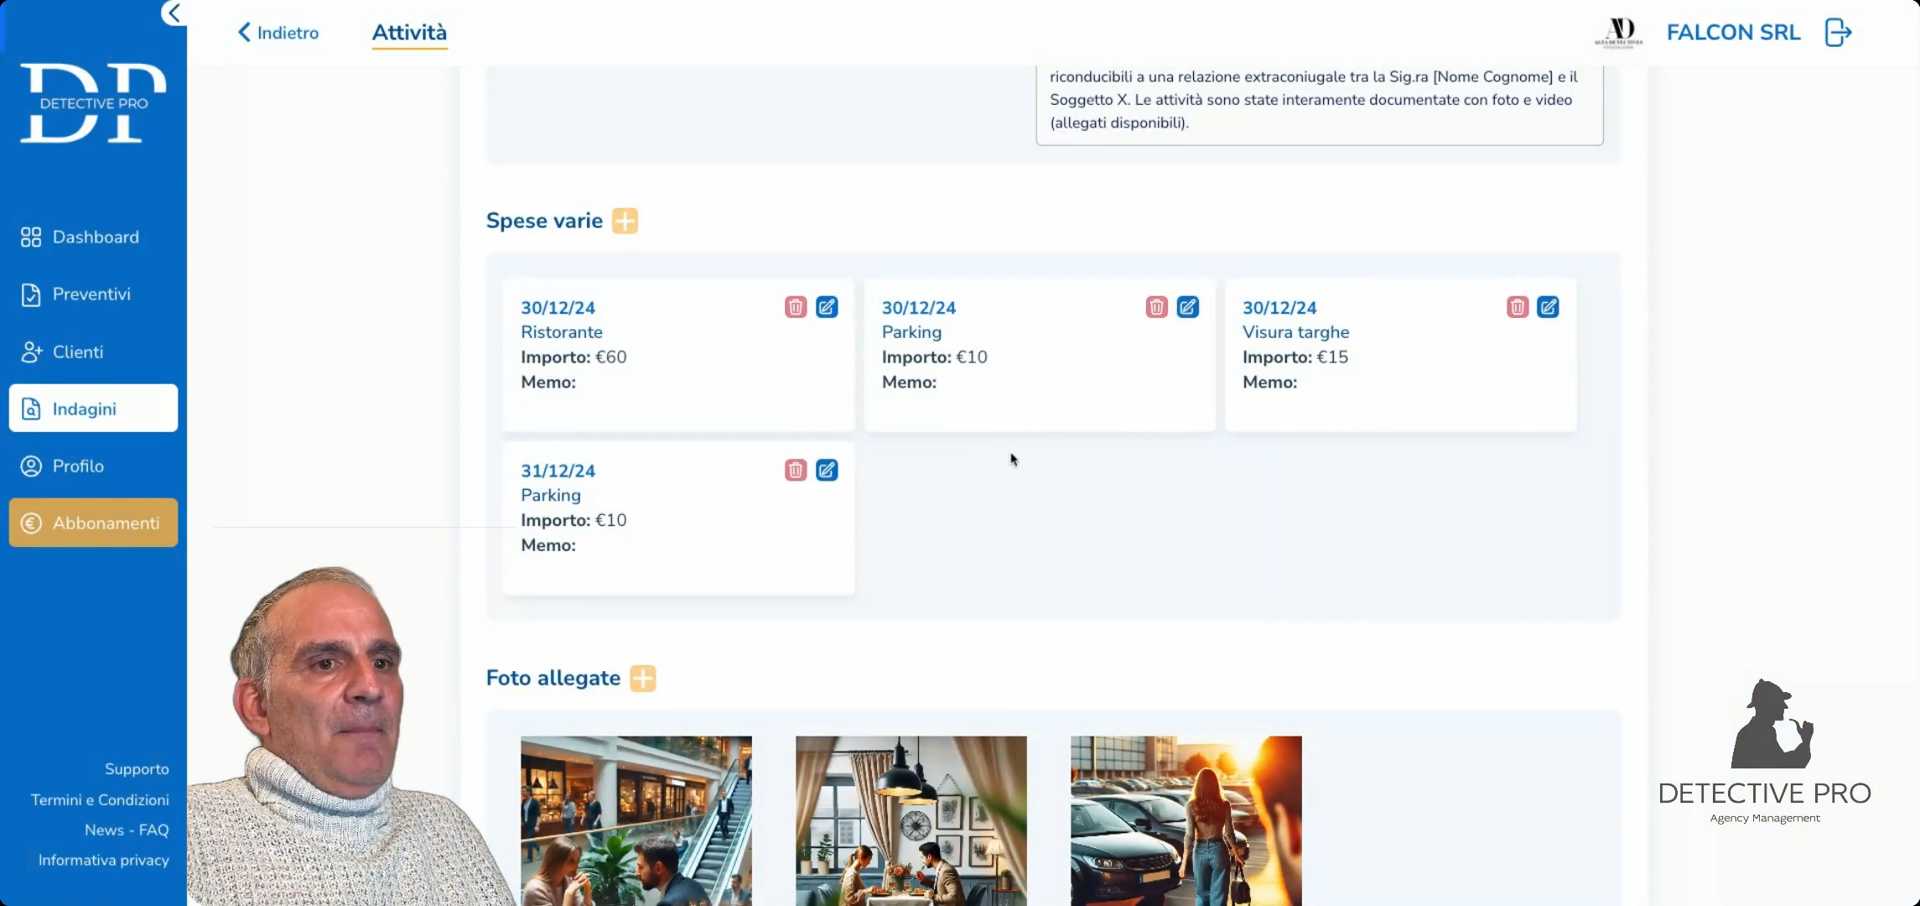 Indietro
Attività
AD
FALCON SRL
DP
DETECTIVE PRO
Dashboard
Preventivi
Clienti
Indagini
Profilo
Abbonamenti
Supporto
Termini e Condizioni
News - FAQ
Informativa privacy
riconducibili a una relazione extraconiugale tra la Sig.ra [Nome Cognome] e il
Soggetto X. Le attività sono state interamente documentate con foto e video
(allegati disponibili).
Spese varie
30/12/24
Ristorante
Importo: €60
Memo:
30/12/24
Parking
Importo: €10
Memo:
30/12/24
Visura targhe
Importo: €15
Memo:
31/12/24
Parking
Importo: €10
Memo:
Foto allegate
DETECTIVE PRO
Agency Management